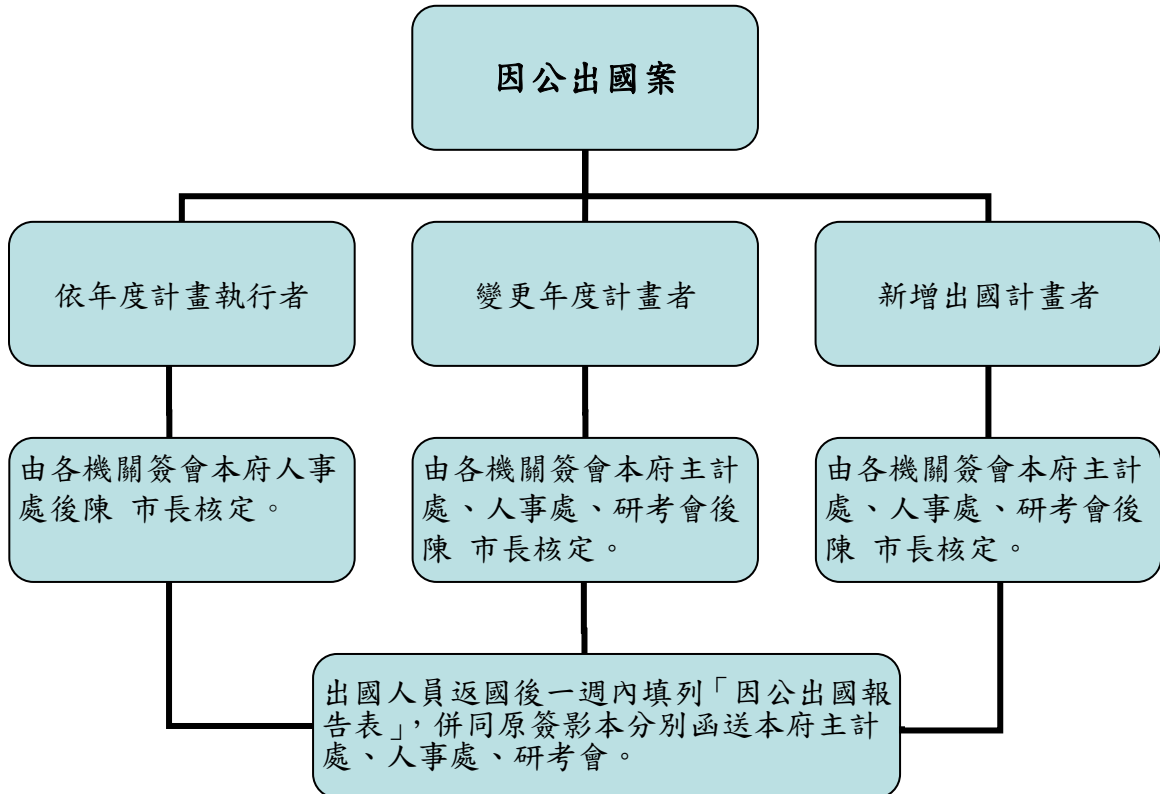 因公出國案
依年度計畫執行者
變更年度計畫者
新增出國計畫者
由各機關簽會本府人事
處後陳 市長核定。
由各機關簽會本府主計
處、人事處、研考會後
陳 市長核定。
由各機關簽會本府主計
處、人事處、研考會後
陳 市長核定。
出國人員返國後一週內填列「因公出國報
告表」,併同原簽影本分別函送本府主計
處、人事處、研考會。